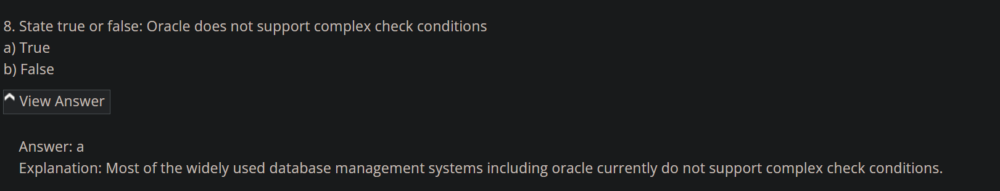 8. State true or false: Oracle does not support complex check conditions
a) True
b) False
View Answer
Answer: a
Explanation: Most of the widely used database management systems including oracle currently do not support complex check conditions.